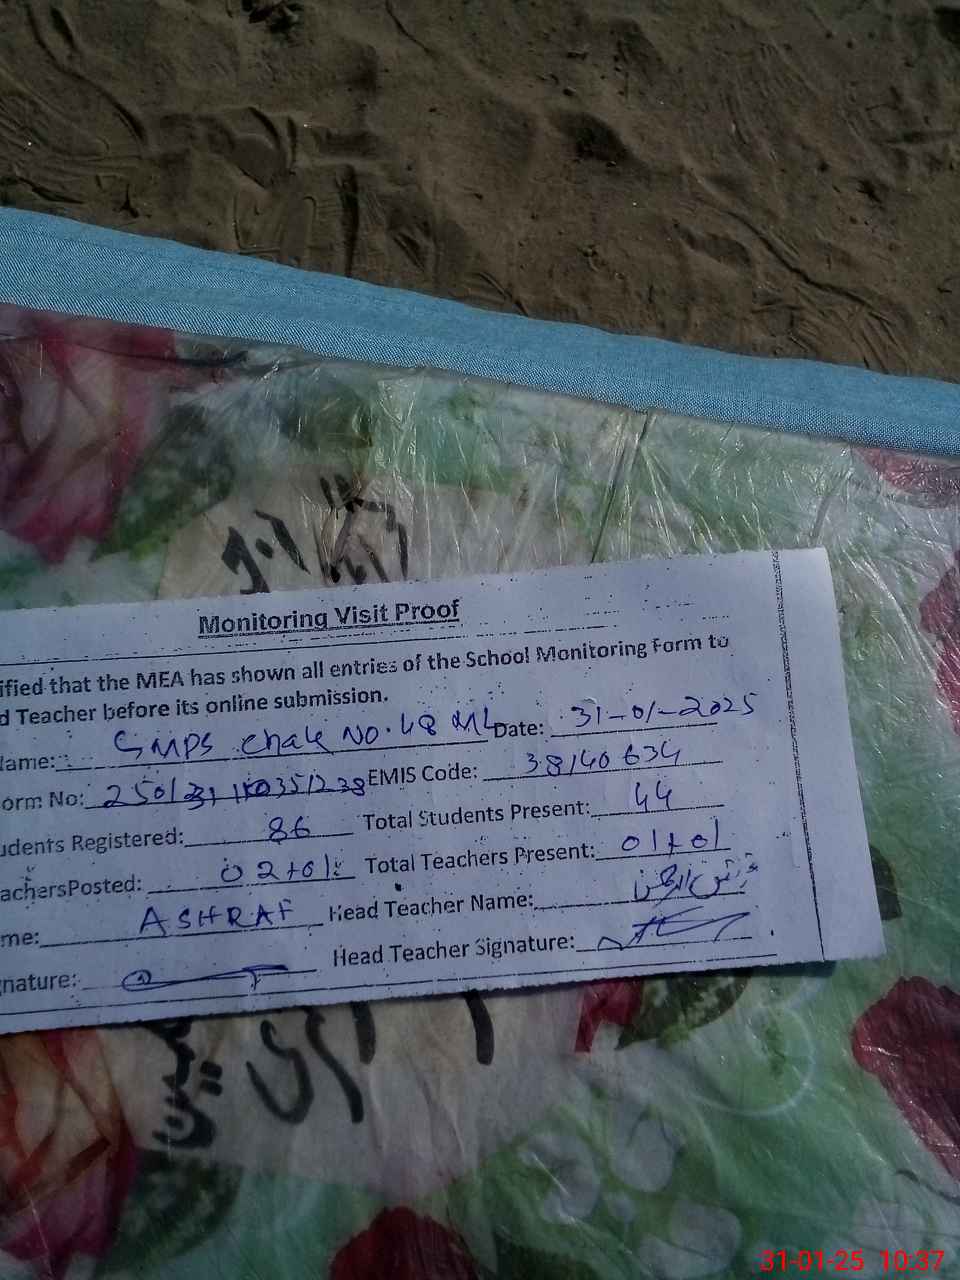 Monitoring Visit Proof
ified that the MEA has shown all entries of the School Monitoring Form to
d Teacher before its online submission.
ame: GMPS Chak No. 48 ML Date: 31-01-2025
orm No: EMIS Code: 38140634
udents Registered: 86 Total Students Present: 44
achersPosted: 02+01 Total Teachers Present: 01+01
me: ASHRAF Head Teacher Name:
nature: Head Teacher Signature:
31-01-25 10:37